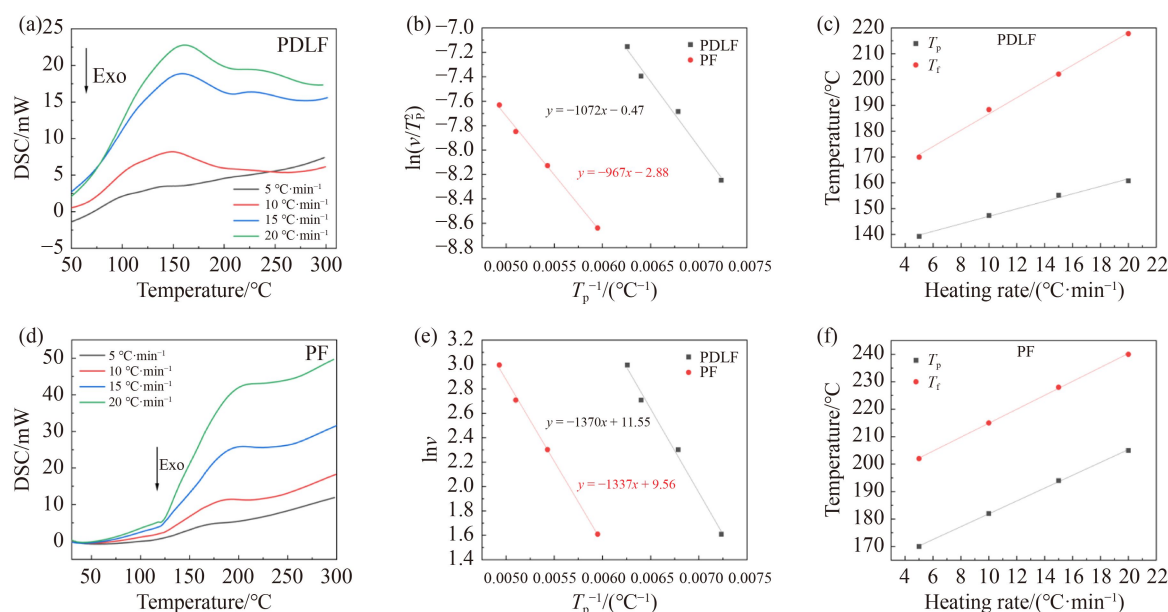 (a)
PDLF
Exo
DSC/mW
25
20
15
10
5
0
−5
5 ℃·min⁻¹
10 ℃·min⁻¹
15 ℃·min⁻¹
20 ℃·min⁻¹
50 100 150 200 250 300
Temperature/℃
(b)
PDLF
PF
ln(v/Tₚ²)
−7.0
−7.2
−7.4
−7.6
−7.8
−8.0
−8.2
−8.4
−8.6
−8.8
y = −1072x − 0.47
y = −967x − 2.88
0.0050 0.0055 0.0060 0.0065 0.0070 0.0075
Tₚ⁻¹/(℃⁻¹)
(c)
PDLF
Tₚ
T_f
Temperature/℃
220
210
200
190
180
170
160
150
140
4 6 8 10 12 14 16 18 20 22
Heating rate/(℃·min⁻¹)
(d)
PF
5 ℃·min⁻¹
10 ℃·min⁻¹
15 ℃·min⁻¹
20 ℃·min⁻¹
Exo
DSC/mW
50
40
30
20
10
0
50 100 150 200 250 300
Temperature/℃
(e)
PDLF
PF
lnv
3.2
3.0
2.8
2.6
2.4
2.2
2.0
1.8
1.6
1.4
y = −1370x + 11.55
y = −1337x + 9.56
0.0050 0.0055 0.0060 0.0065 0.0070 0.0075
Tₚ⁻¹/(℃⁻¹)
(f)
PF
Tₚ
T_f
Temperature/℃
240
230
220
210
200
190
180
170
4 6 8 10 12 14 16 18 20 22
Heating rate/(℃·min⁻¹)